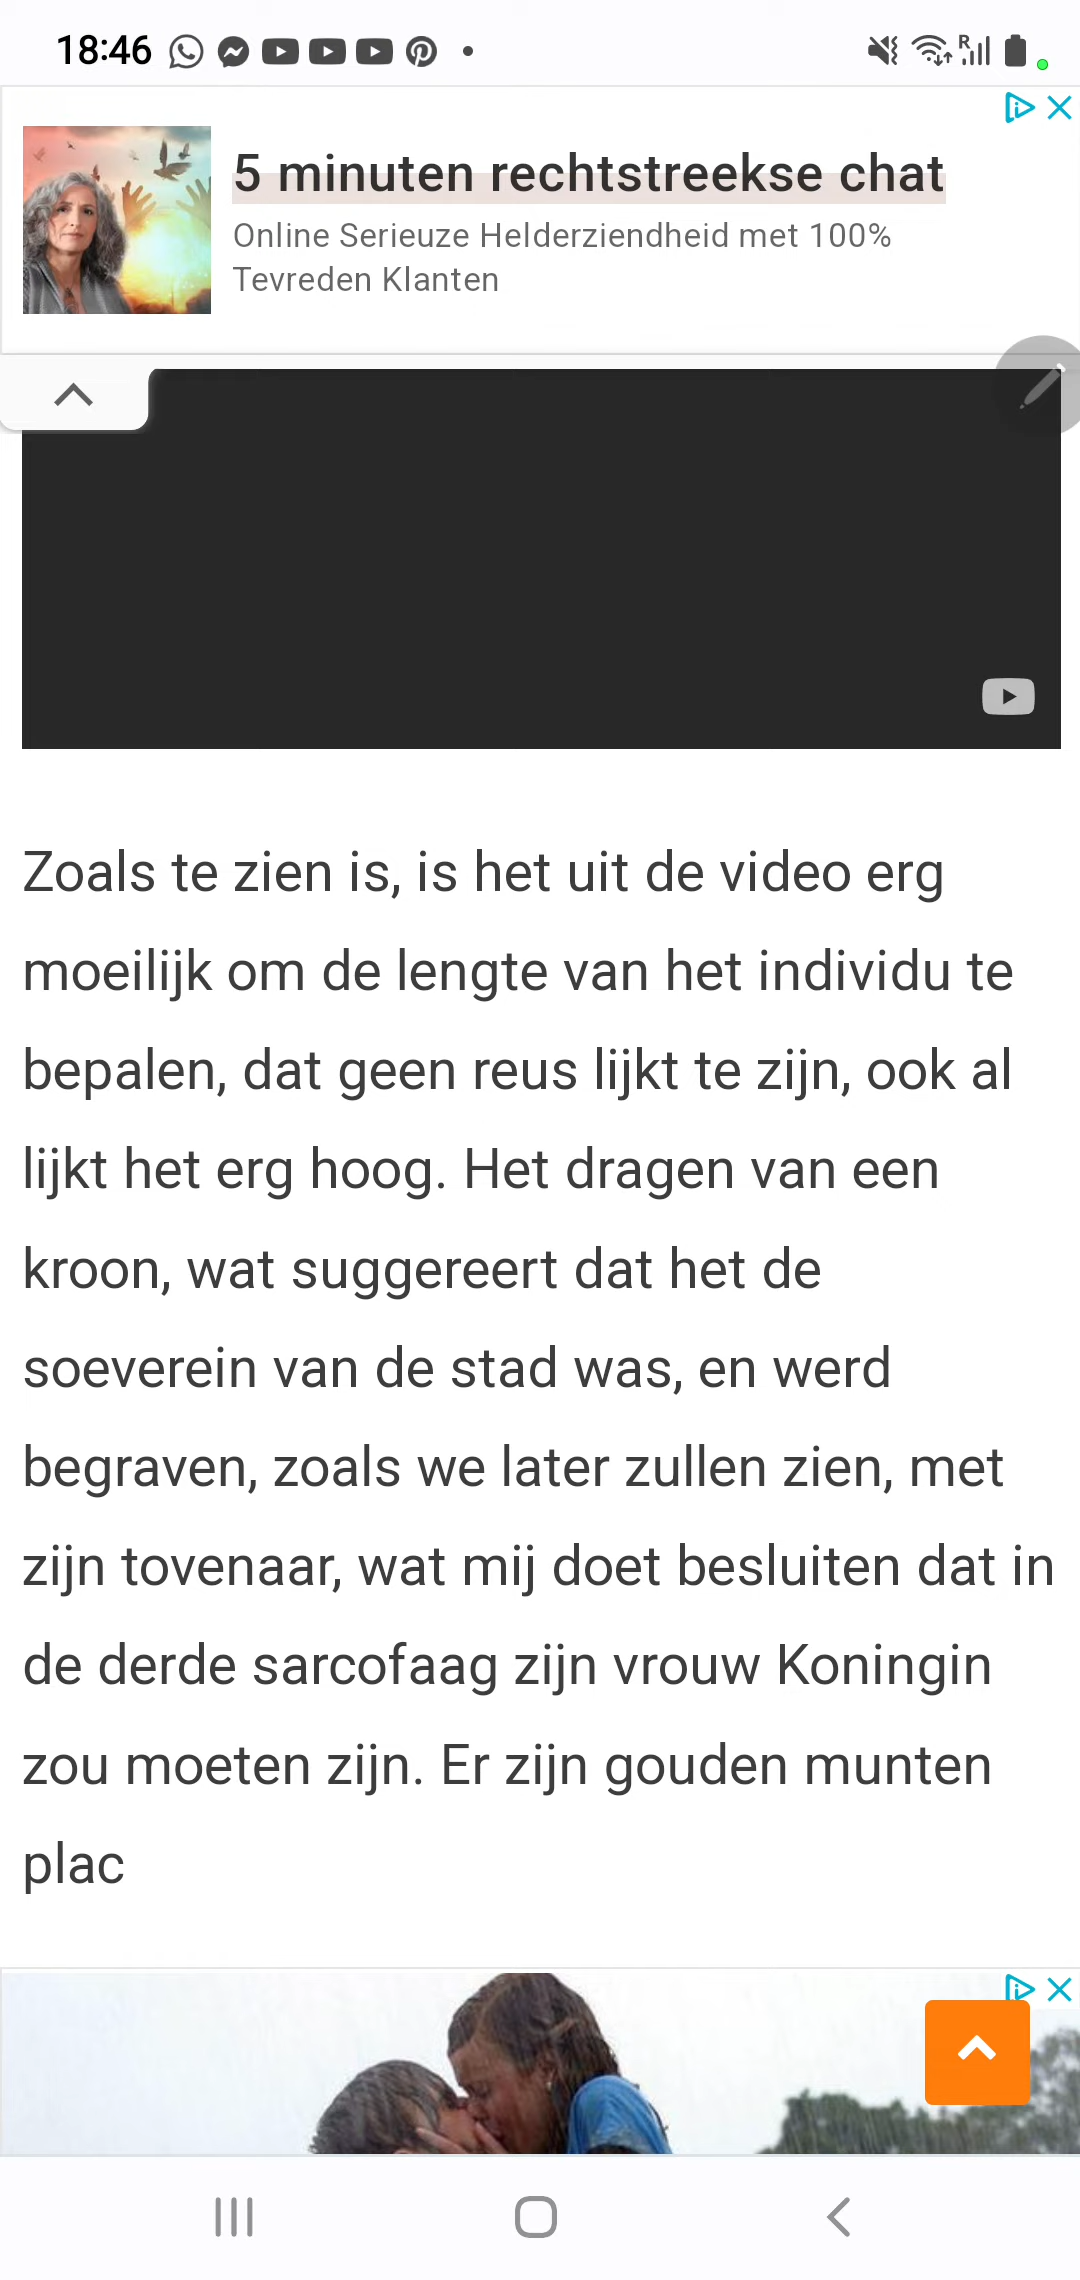 18:46
R
5 minuten rechtstreekse chat
Online Serieuze Helderziendheid met 100%
Tevreden Klanten
Zoals te zien is, is het uit de video erg
moeilijk om de lengte van het individu te
bepalen, dat geen reus lijkt te zijn, ook al
lijkt het erg hoog. Het dragen van een
kroon, wat suggereert dat het de
soeverein van de stad was, en werd
begraven, zoals we later zullen zien, met
zijn tovenaar, wat mij doet besluiten dat in
de derde sarcofaag zijn vrouw Koningin
zou moeten zijn. Er zijn gouden munten
plac